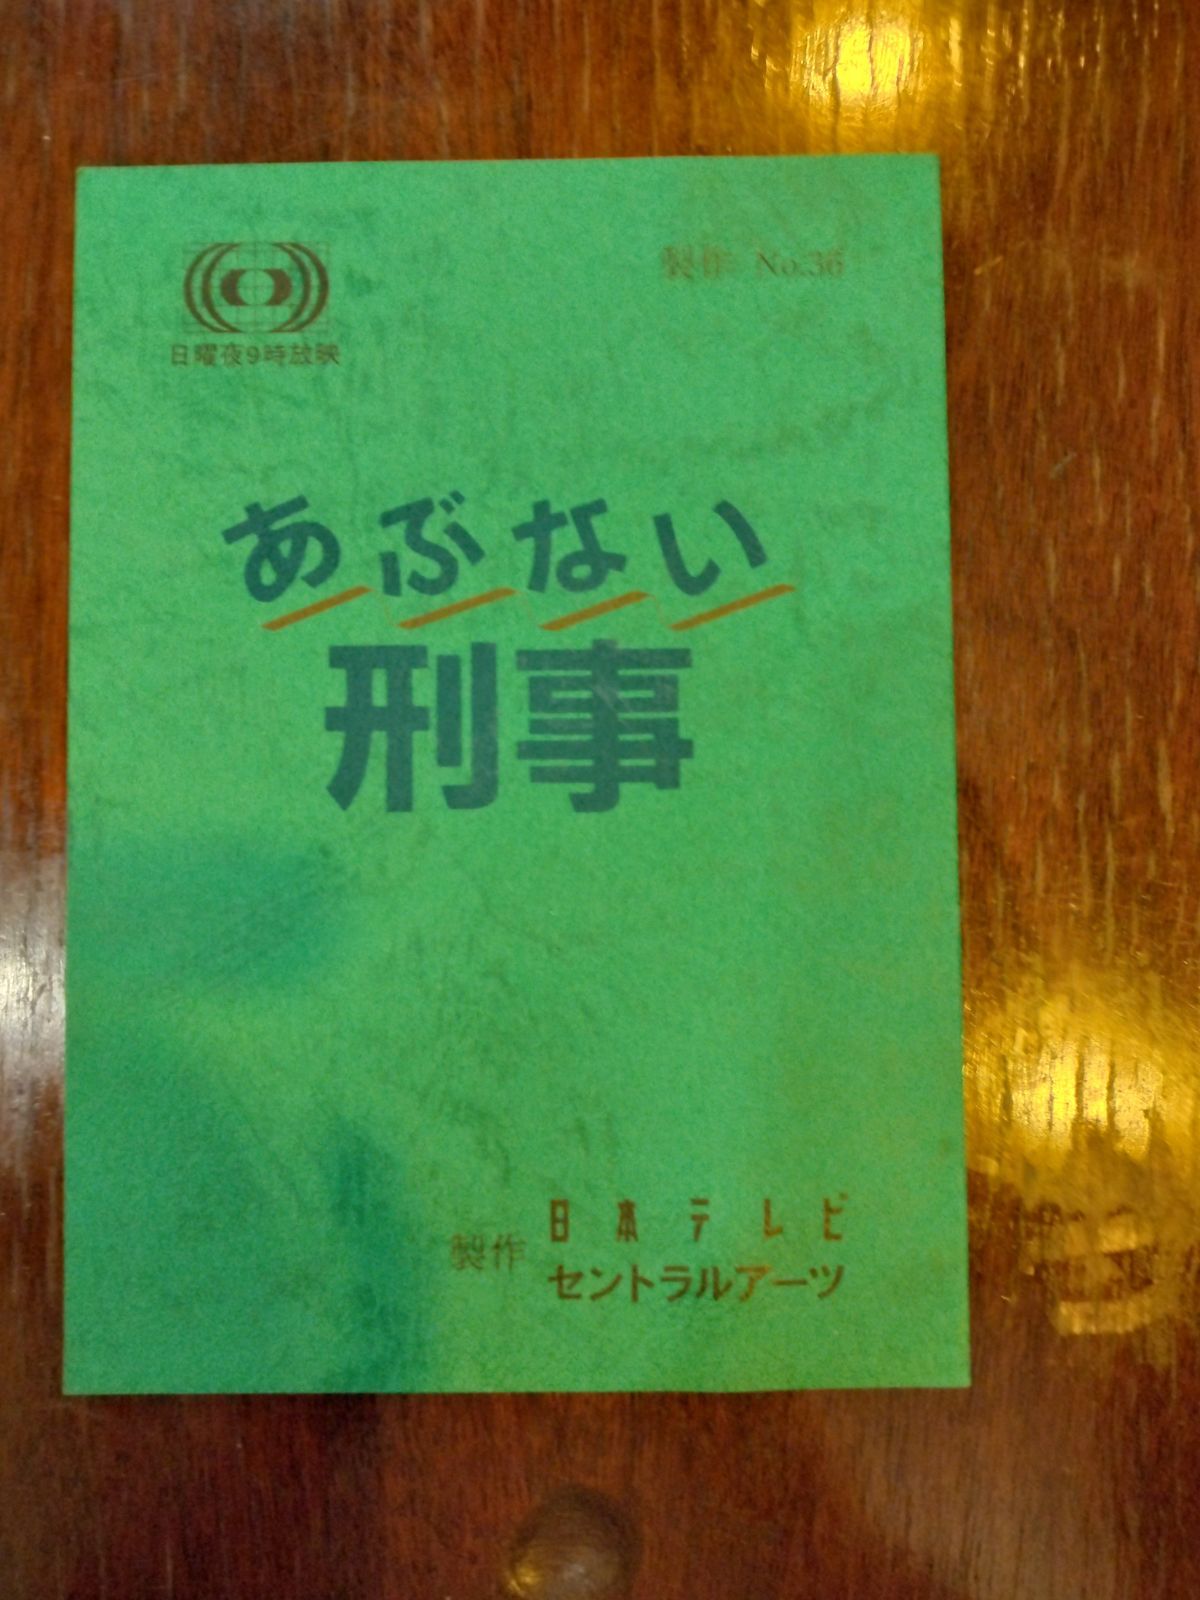 製作 No.36
日曜夜9時放映
あぶない
刑事
製作
日本テレビ
セントラルアーツ